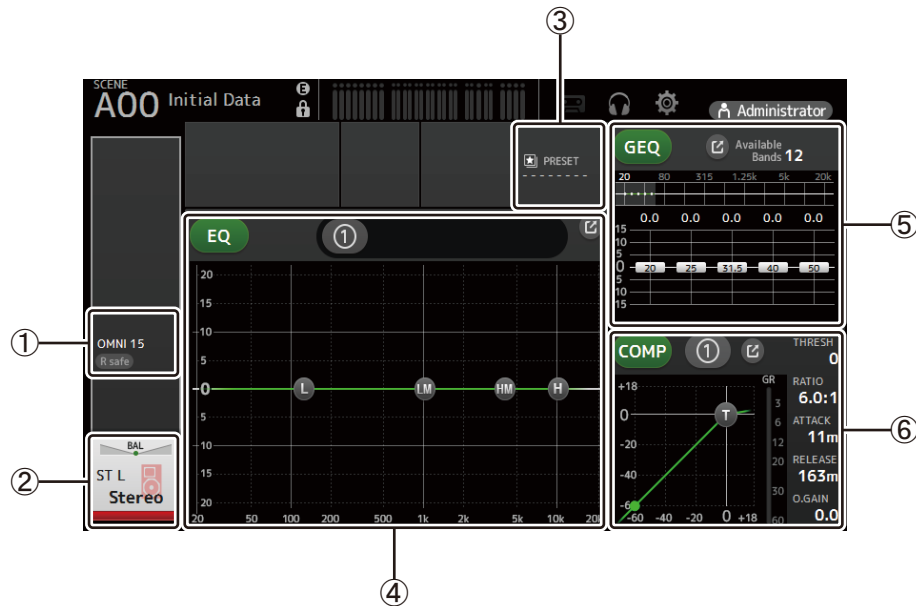 ③
SCENE
A00 Initial Data
E
Administrator
PRESET
GEQ
Available
Bands 12
20 80 315 1.25k 5k 20k
0.0 0.0 0.0 0.0 0.0
15
10
5
0
5
10
15
20 25 31.5 40 50
⑤
EQ
①
20
15
10
5
0
5
10
15
20
L LM HM H
20 50 100 200 500 1k 2k 5k 10k 20k
①
OMNI 15
R safe
②
BAL
ST L
Stereo
COMP
①
THRESH
0
RATIO
6.0:1
ATTACK
11m
RELEASE
163m
O.GAIN
0.0
+18
0
-20
-40
-60
T
-60 -40 -20 0 +18
GR
3
6
12
20
30
60
⑥
④